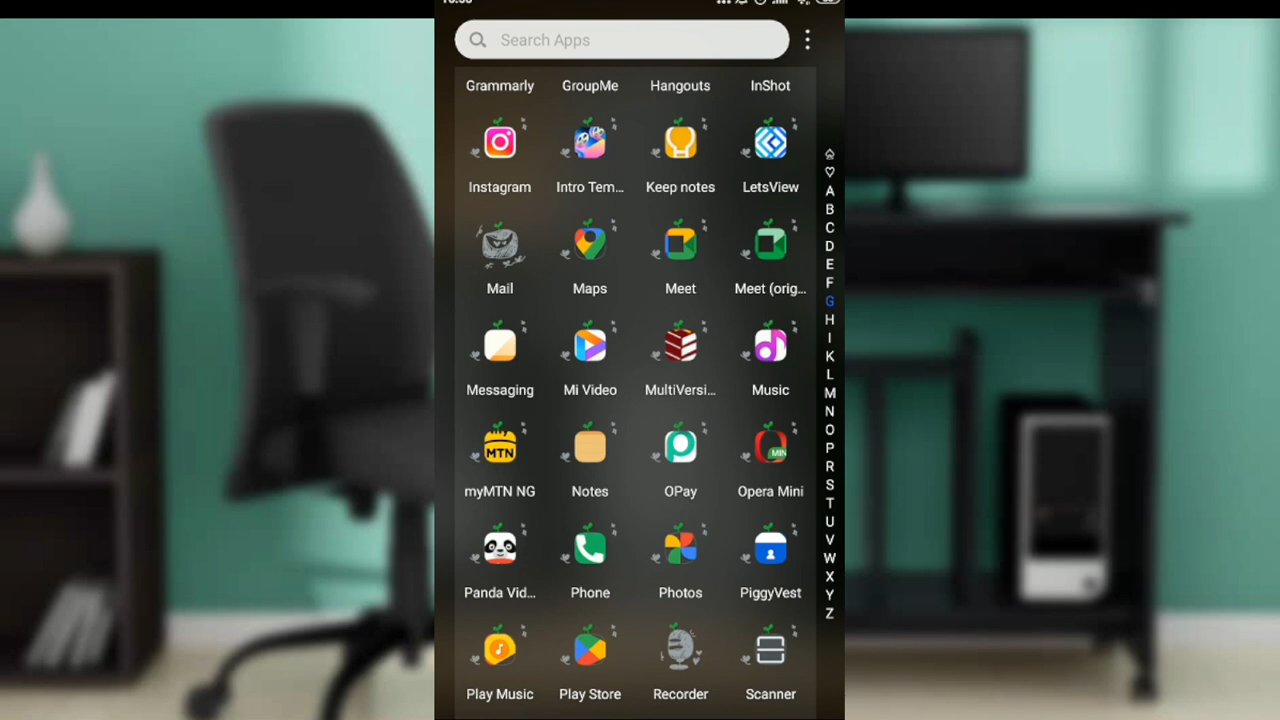 Search Apps
Grammarly GroupMe Hangouts InShot
Instagram Intro Tem... Keep notes LetsView
Mail Maps Meet Meet (orig...
Messaging Mi Video MultiVersi... Music
MTN
MIN
myMTN NG Notes OPay Opera Mini
Panda Vid... Phone Photos PiggyVest
Play Music Play Store Recorder Scanner
A
B
C
D
E
F
G
H
I
K
L
M
N
O
P
R
S
T
U
V
W
X
Y
Z